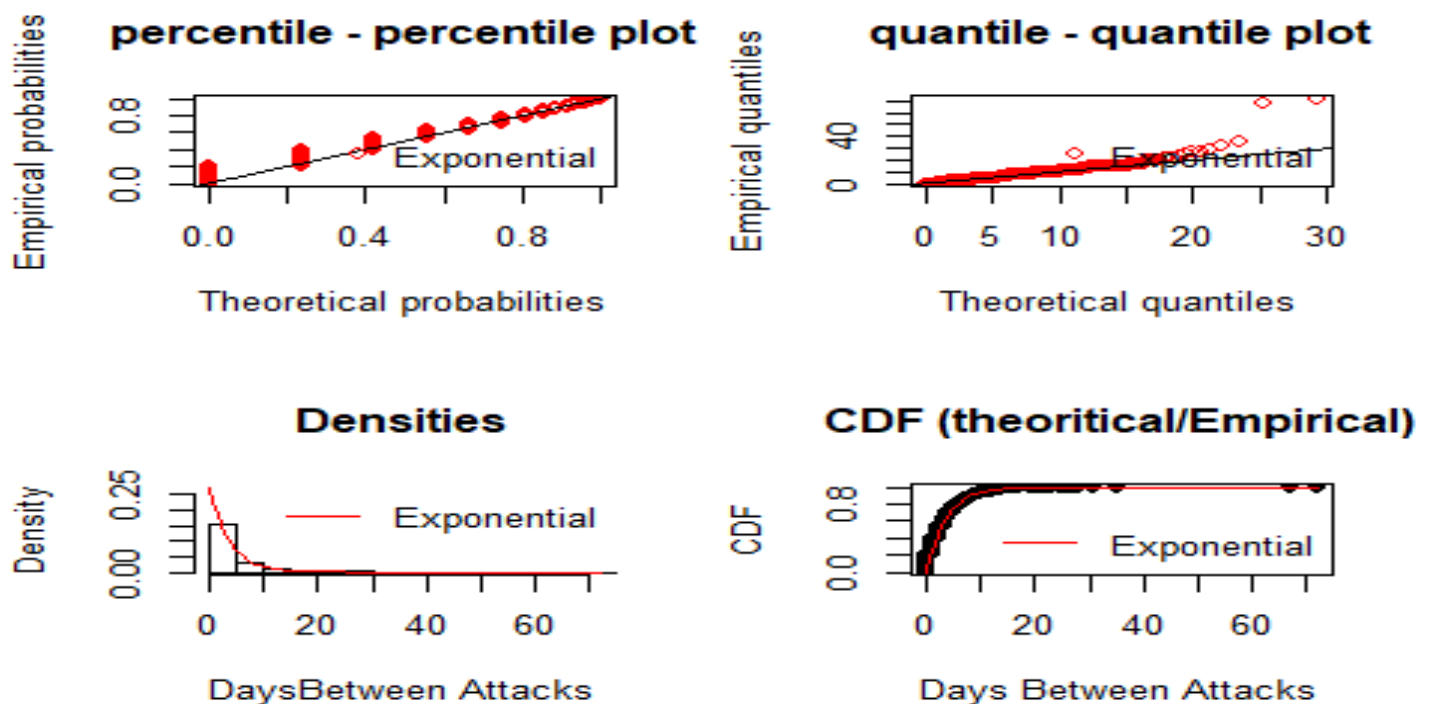 percentile - percentile plot
Empirical probabilities
0.0 0.8
Exponential
0.0 0.4 0.8
Theoretical probabilities
quantile - quantile plot
Empirical quantiles
0 40
Exponential
0 5 10 20 30
Theoretical quantiles
Densities
Density
0.00 0.25
Exponential
0 20 40 60
DaysBetween Attacks
CDF (theoritical/Empirical)
CDF
0.0 0.8
Exponential
0 20 40 60
Days Between Attacks